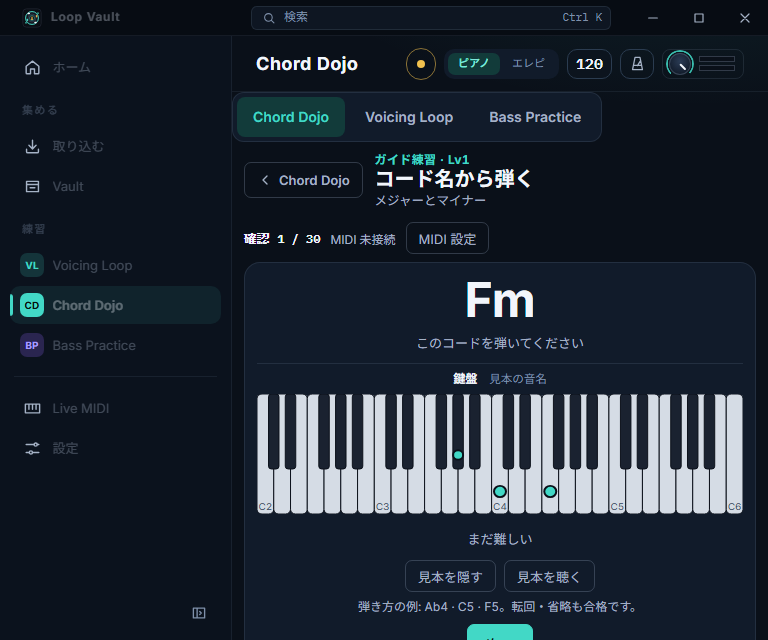 Loop Vault
検索
Ctrl K
ホーム
集める
取り込む
Vault
練習
VL Voicing Loop
CD Chord Dojo
BP Bass Practice
Live MIDI
設定
Chord Dojo
ピアノ
エレピ
120
Chord Dojo
Voicing Loop
Bass Practice
Chord Dojo
ガイド練習 · Lv1
コード名から弾く
メジャーとマイナー
確認 1 / 30
MIDI 未接続
MIDI 設定
Fm
このコードを弾いてください
鍵盤 見本の音名
C2 C3 C4 C5 C6
まだ難しい
見本を隠す
見本を聴く
弾き方の例: Ab4 · C5 · F5。転回・省略も合格です。